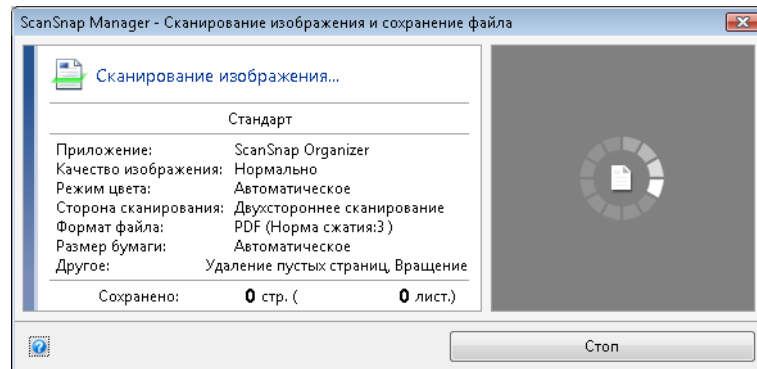 ScanSnap Manager - Сканирование изображения и сохранение файла
Сканирование изображения...
Стандарт
Приложение: ScanSnap Organizer
Качество изображения: Нормально
Режим цвета: Автоматическое
Сторона сканирования: Двухстороннее сканирование
Формат файла: PDF (Норма сжатия:3 )
Размер бумаги: Автоматическое
Другое: Удаление пустых страниц, Вращение
Сохранено: 0 стр. ( 0 лист.)
Стоп